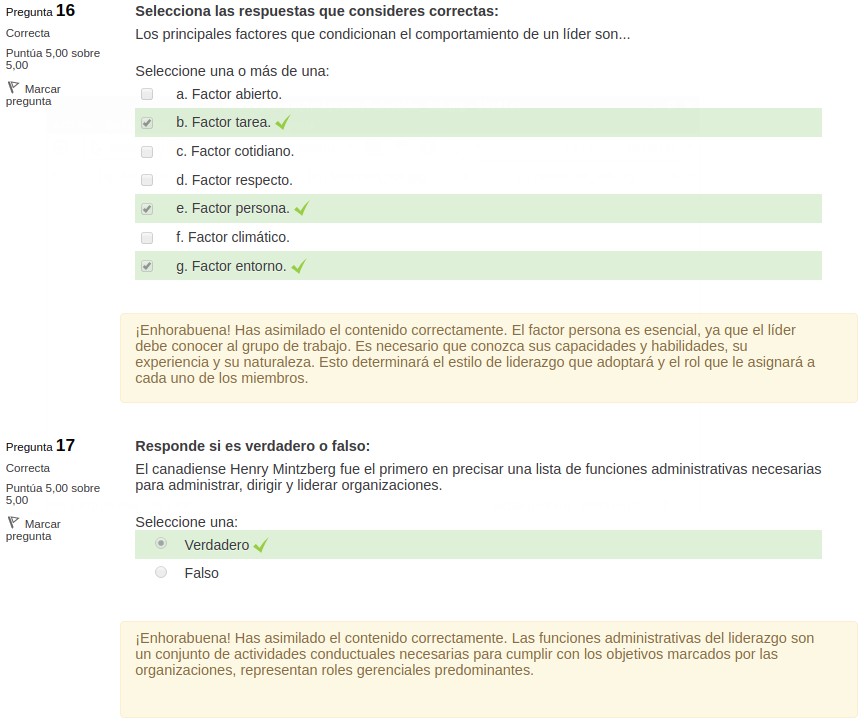 Pregunta 16
Correcta
Puntúa 5,00 sobre
5,00
Marcar
pregunta
Selecciona las respuestas que consideres correctas:
Los principales factores que condicionan el comportamiento de un líder son...
Seleccione una o más de una:
a. Factor abierto.
b. Factor tarea.
c. Factor cotidiano.
d. Factor respecto.
e. Factor persona.
f. Factor climático.
g. Factor entorno.
¡Enhorabuena! Has asimilado el contenido correctamente. El factor persona es esencial, ya que el líder
debe conocer al grupo de trabajo. Es necesario que conozca sus capacidades y habilidades, su
experiencia y su naturaleza. Esto determinará el estilo de liderazgo que adoptará y el rol que le asignará a
cada uno de los miembros.
Pregunta 17
Correcta
Puntúa 5,00 sobre
5,00
Marcar
pregunta
Responde si es verdadero o falso:
El canadiense Henry Mintzberg fue el primero en precisar una lista de funciones administrativas necesarias
para administrar, dirigir y liderar organizaciones.
Seleccione una:
Verdadero
Falso
¡Enhorabuena! Has asimilado el contenido correctamente. Las funciones administrativas del liderazgo son
un conjunto de actividades conductuales necesarias para cumplir con los objetivos marcados por las
organizaciones, representan roles gerenciales predominantes.